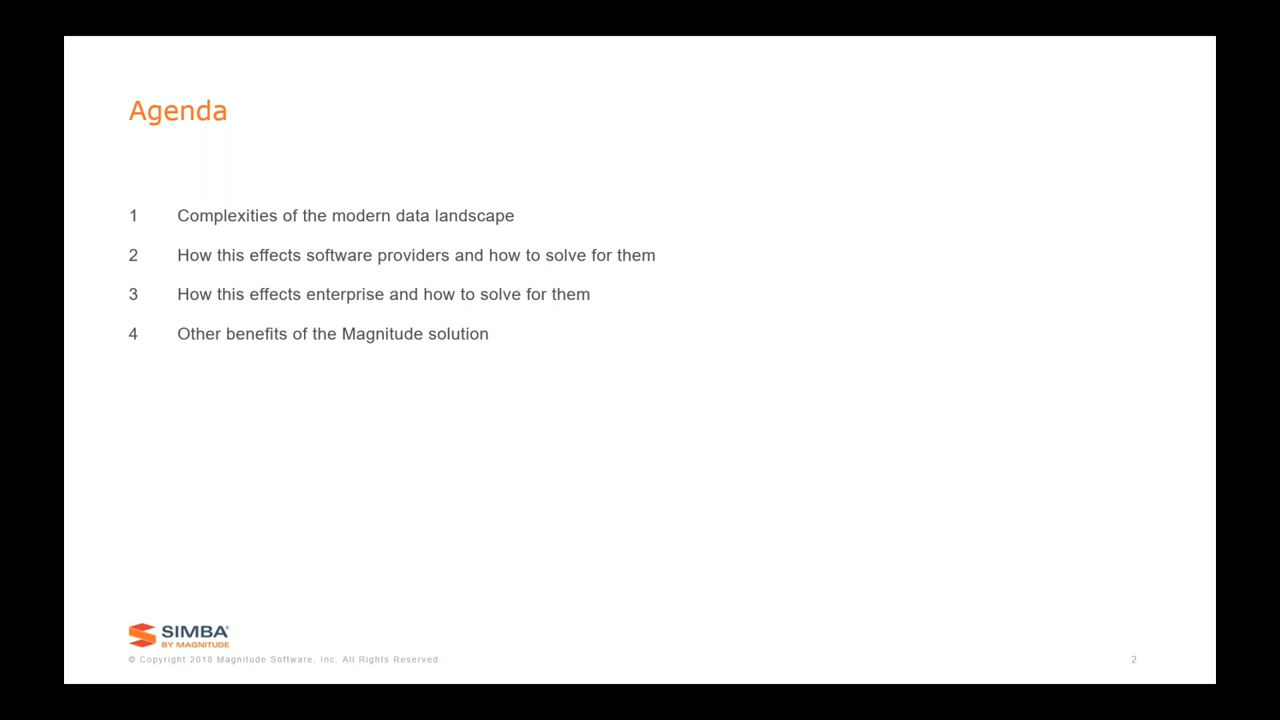 Agenda
1 Complexities of the modern data landscape
2 How this effects software providers and how to solve for them
3 How this effects enterprise and how to solve for them
4 Other benefits of the Magnitude solution
SIMBA®
BY MAGNITUDE
© Copyright 2018 Magnitude Software, Inc. All Rights Reserved.
2